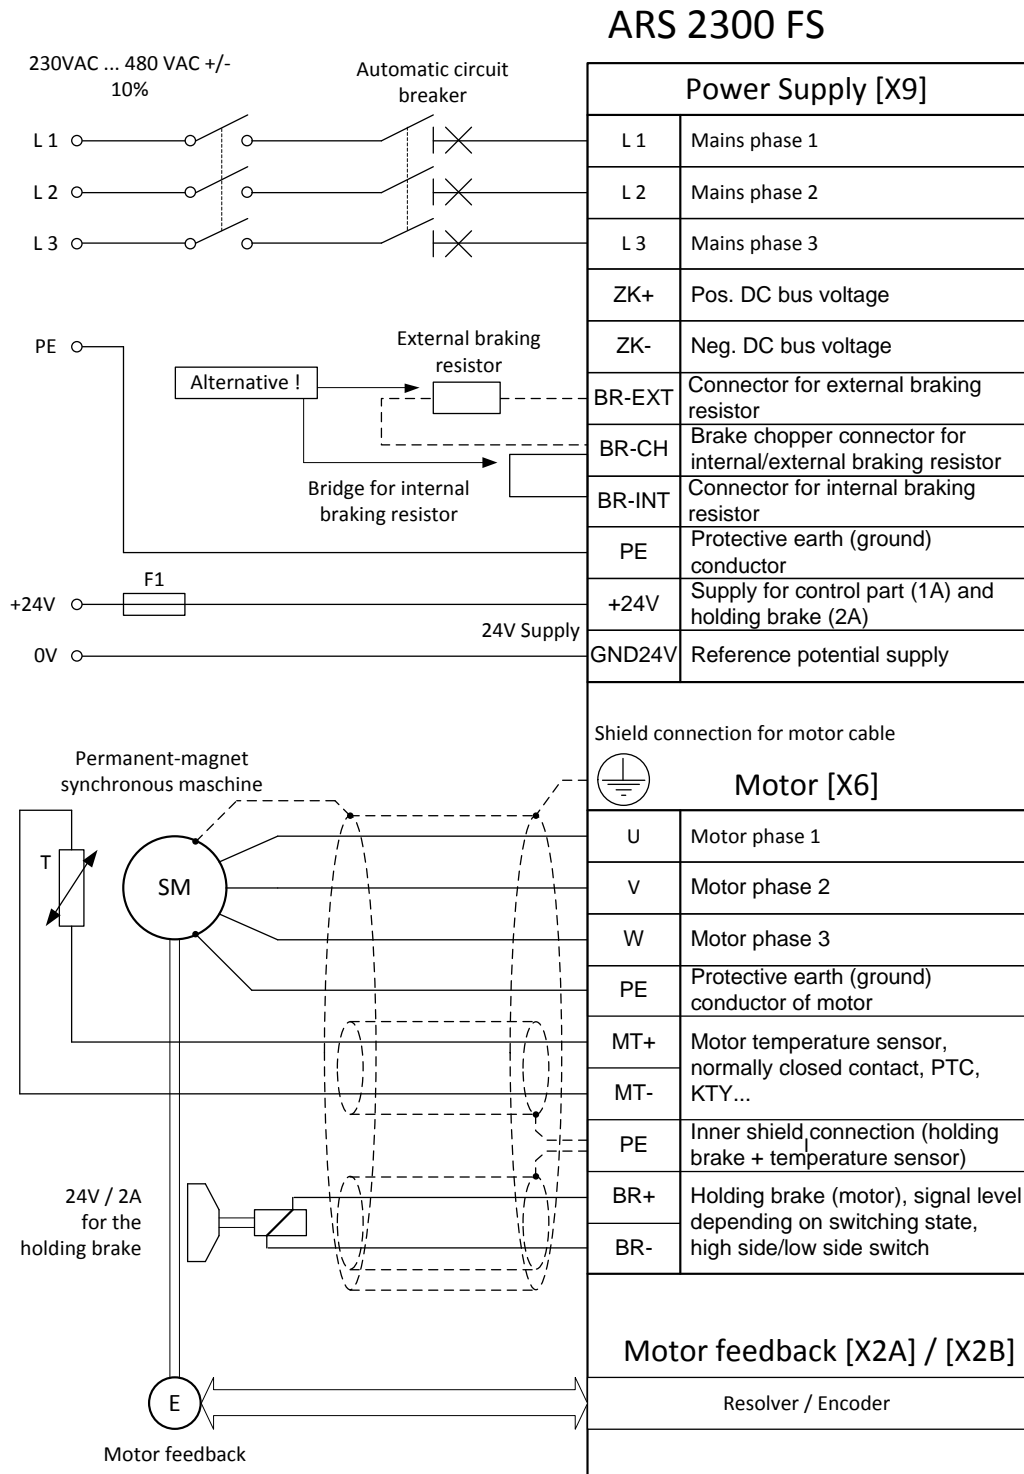 ARS 2300 FS
230VAC ... 480 VAC +/-
10%
Automatic circuit
breaker
Power Supply [X9]
L 1
L 1
Mains phase 1
L 2
L 2
Mains phase 2
L 3
L 3
Mains phase 3
ZK+
Pos. DC bus voltage
PE
External braking
resistor
ZK-
Neg. DC bus voltage
Alternative !
BR-EXT
Connector for external braking
resistor
BR-CH
Brake chopper connector for
internal/external braking resistor
Bridge for internal
braking resistor
BR-INT
Connector for internal braking
resistor
PE
Protective earth (ground)
conductor
F1
+24V
+24V
Supply for control part (1A) and
holding brake (2A)
24V Supply
0V
GND24V
Reference potential supply
Shield connection for motor cable
Permanent-magnet
synchronous maschine
Motor [X6]
U
Motor phase 1
T
SM
V
Motor phase 2
W
Motor phase 3
PE
Protective earth (ground)
conductor of motor
MT+
Motor temperature sensor,
normally closed contact, PTC,
KTY...
MT-
PE
Inner shield connection (holding
brake + temperature sensor)
24V / 2A
for the
holding brake
BR+
Holding brake (motor), signal level
depending on switching state,
high side/low side switch
BR-
Motor feedback [X2A] / [X2B]
E
Resolver / Encoder
Motor feedback